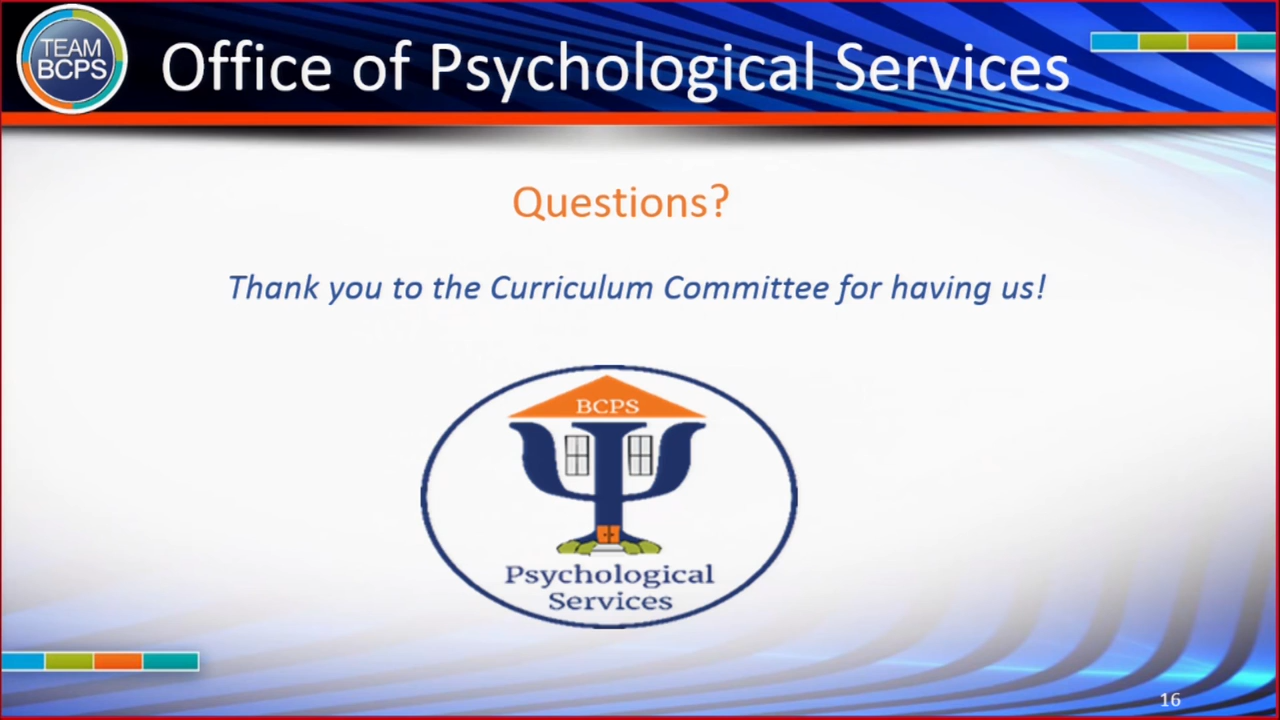 TEAM
BCPS
Office of Psychological Services
Questions?
Thank you to the Curriculum Committee for having us!
BCPS
Psychological
Services
16